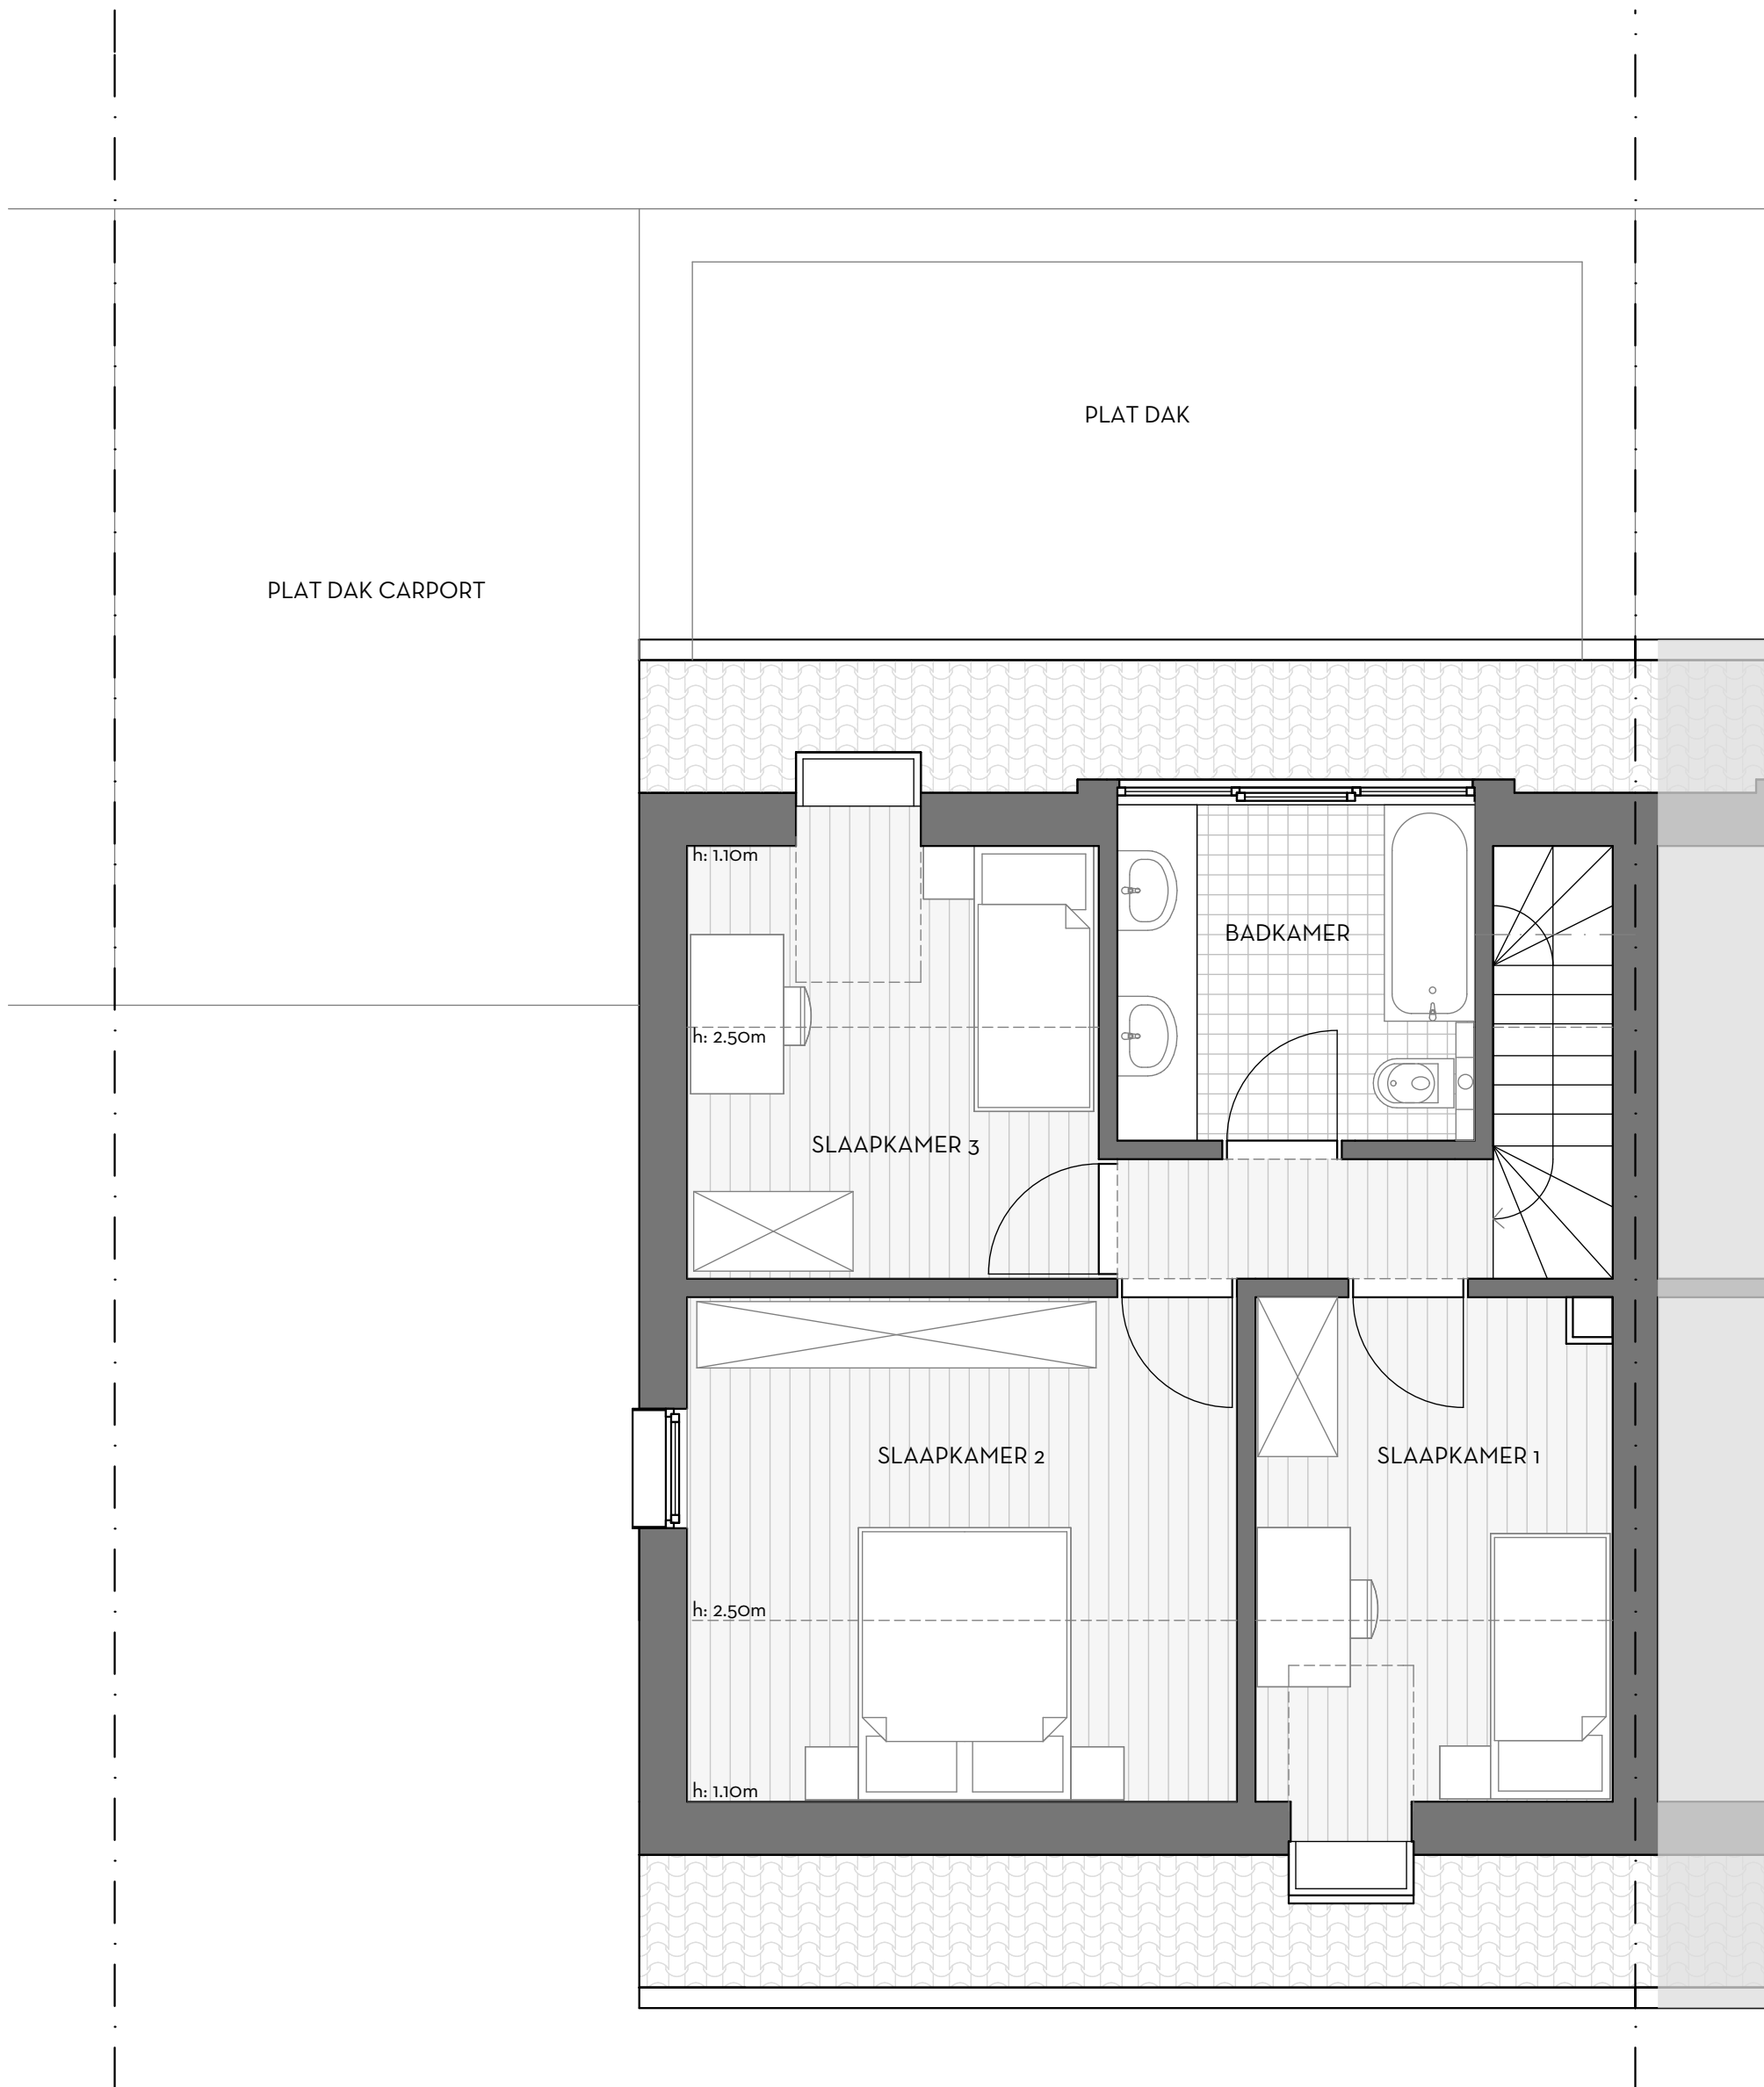 PLAT DAK
PLAT DAK CARPORT
h: 1.10m
BADKAMER
h: 2.50m
SLAAPKAMER 3
SLAAPKAMER 2
SLAAPKAMER 1
h: 2.50m
h: 1.10m